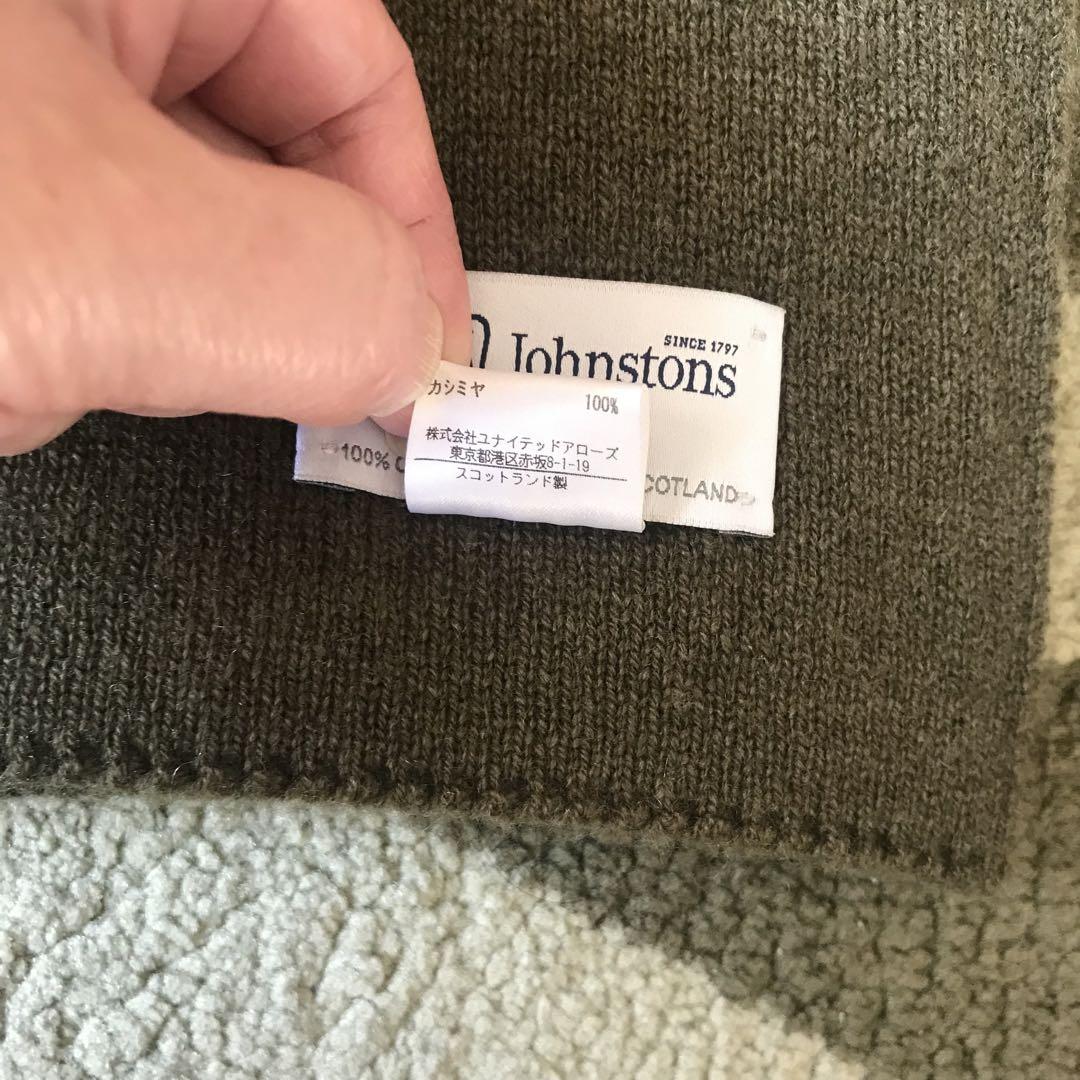 SINCE 1797
Johnstons
カシミヤ 100%
株式会社ユナイテッドアローズ
東京都港区赤坂8-1-19
スコットランド製
100% C
COTLAND